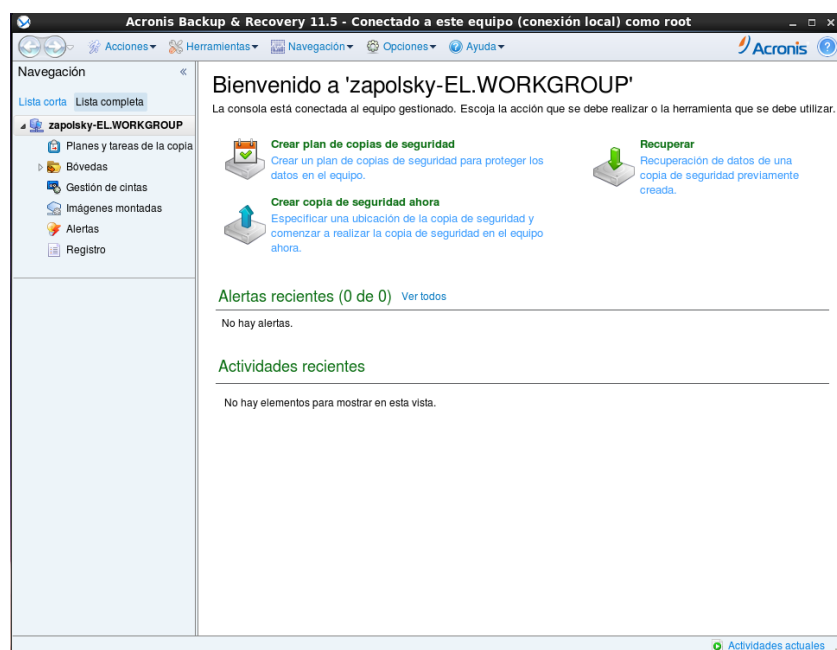 Acronis Backup & Recovery 11.5 - Conectado a este equipo (conexión local) como root
Acciones Herramientas Navegación Opciones Ayuda Acronis
Navegación
Lista corta Lista completa
zapolsky-EL.WORKGROUP
Planes y tareas de la copia
Bóvedas
Gestión de cintas
Imágenes montadas
Alertas
Registro
Bienvenido a 'zapolsky-EL.WORKGROUP'
La consola está conectada al equipo gestionado. Escoja la acción que se debe realizar o la herramienta que se debe utilizar.
Crear plan de copias de seguridad
Crear un plan de copias de seguridad para proteger los
datos en el equipo.
Crear copia de seguridad ahora
Especificar una ubicación de la copia de seguridad y
comenzar a realizar la copia de seguridad en el equipo
ahora.
Recuperar
Recuperación de datos de una
copia de seguridad previamente
creada.
Alertas recientes (0 de 0) Ver todos
No hay alertas.
Actividades recientes
No hay elementos para mostrar en esta vista.
Actividades actuales